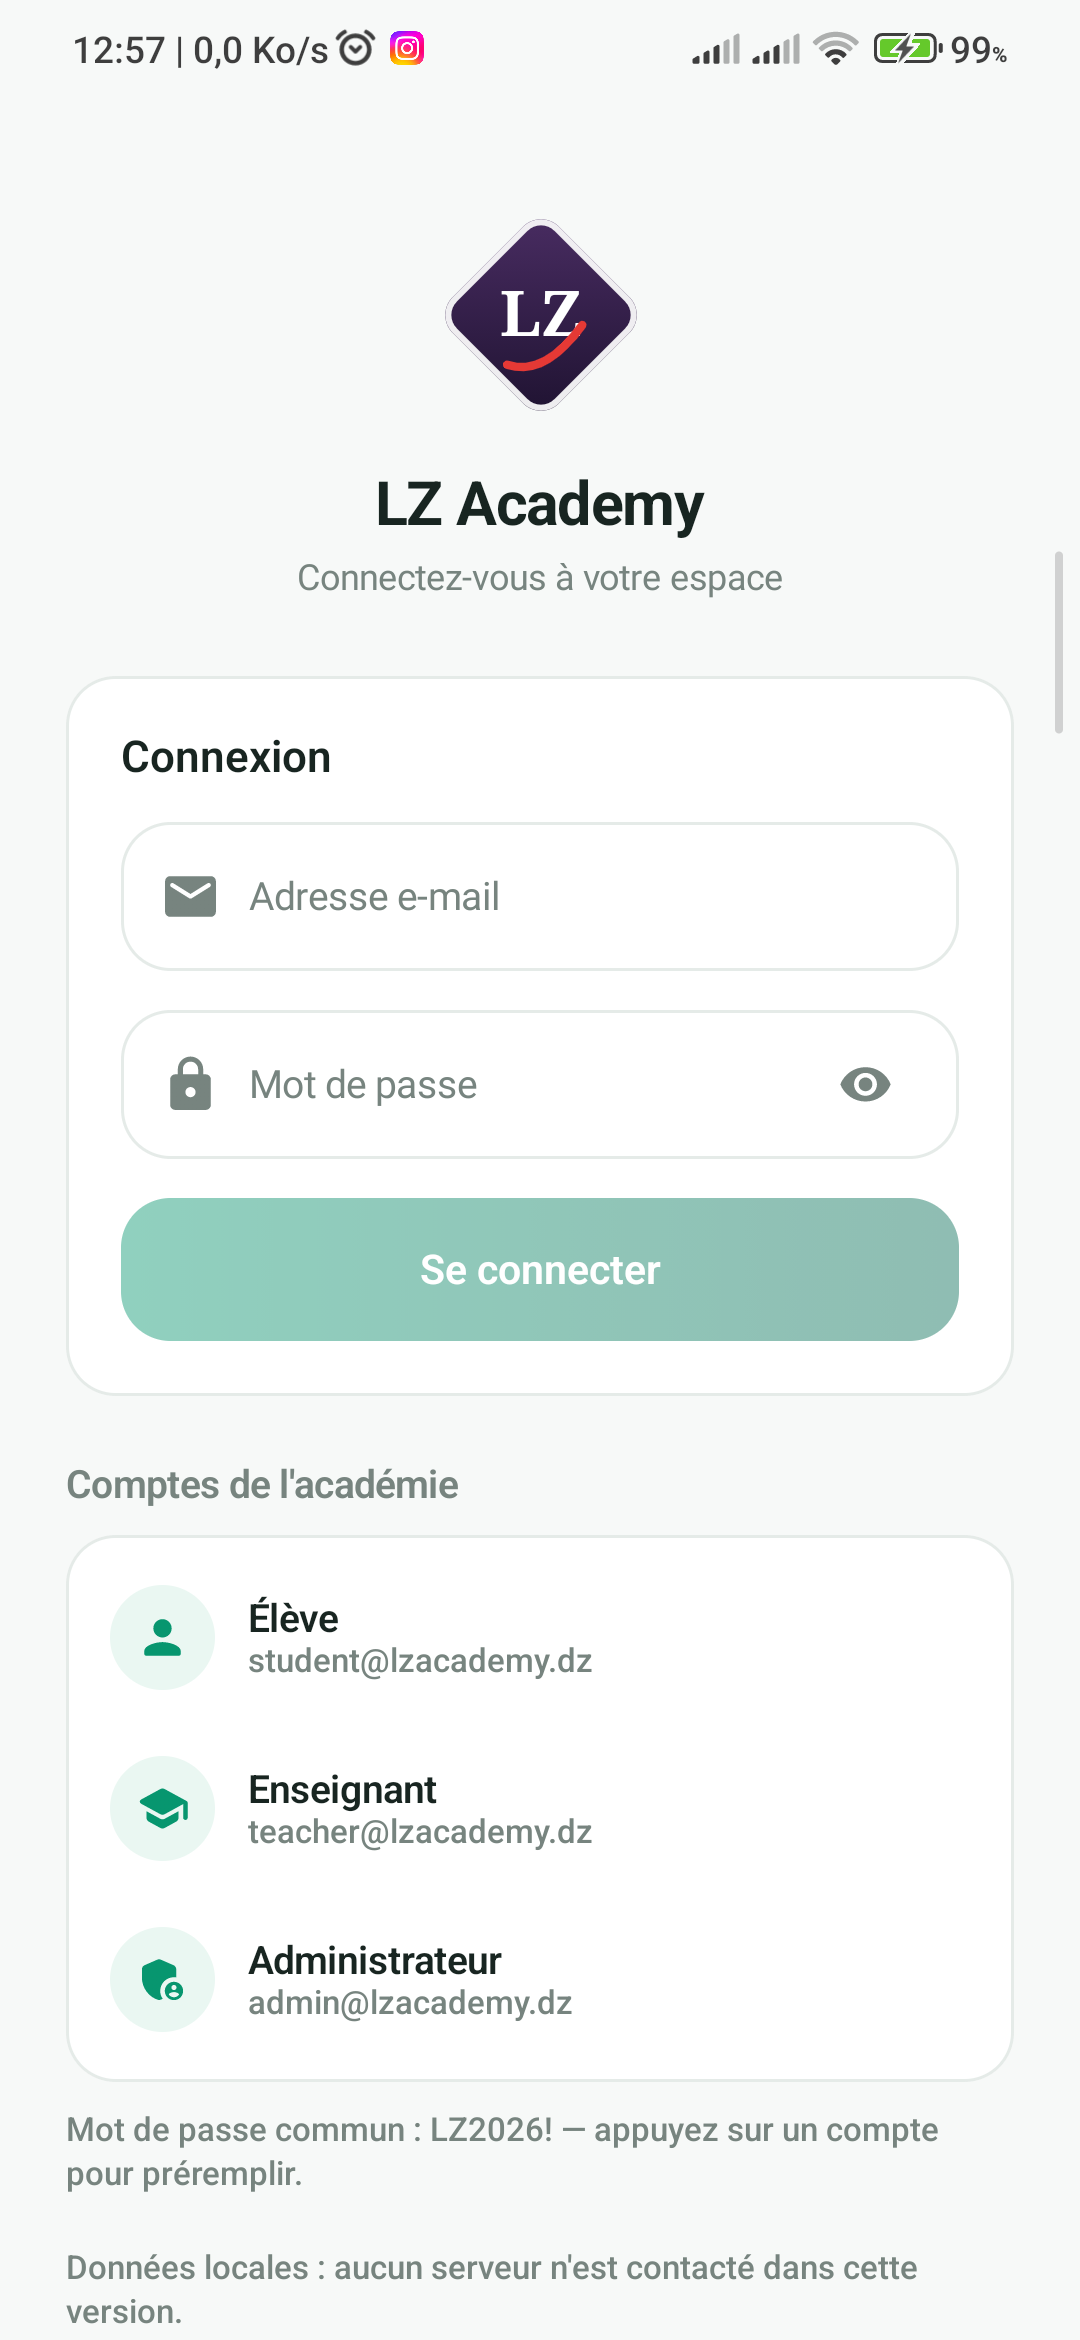 12:57 | 0,0 Ko/s
99%
LZ
LZ Academy
Connectez-vous à votre espace
Connexion
Adresse e-mail
Mot de passe
Se connecter
Comptes de l'académie
Élève
student@lzacademy.dz
Enseignant
teacher@lzacademy.dz
Administrateur
admin@lzacademy.dz
Mot de passe commun : LZ2026! — appuyez sur un compte
pour préremplir.
Données locales : aucun serveur n'est contacté dans cette
version.